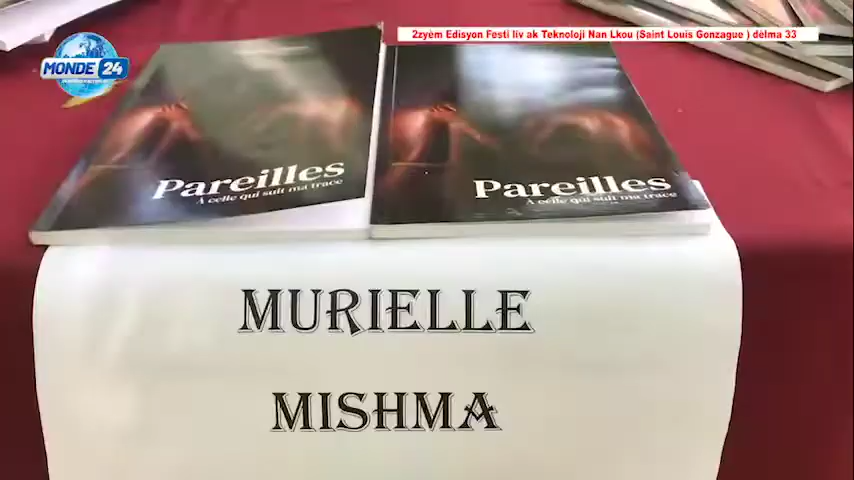 2zyèm Edisyon Festi liv ak Teknoloji Nan Lkou (Saint Louis Gonzague ) dèlma 33
MONDE 24
Pareilles
À celle qui suit ma trace
Pareilles
À celle qui suit ma trace
MURIELLE
MISHMA